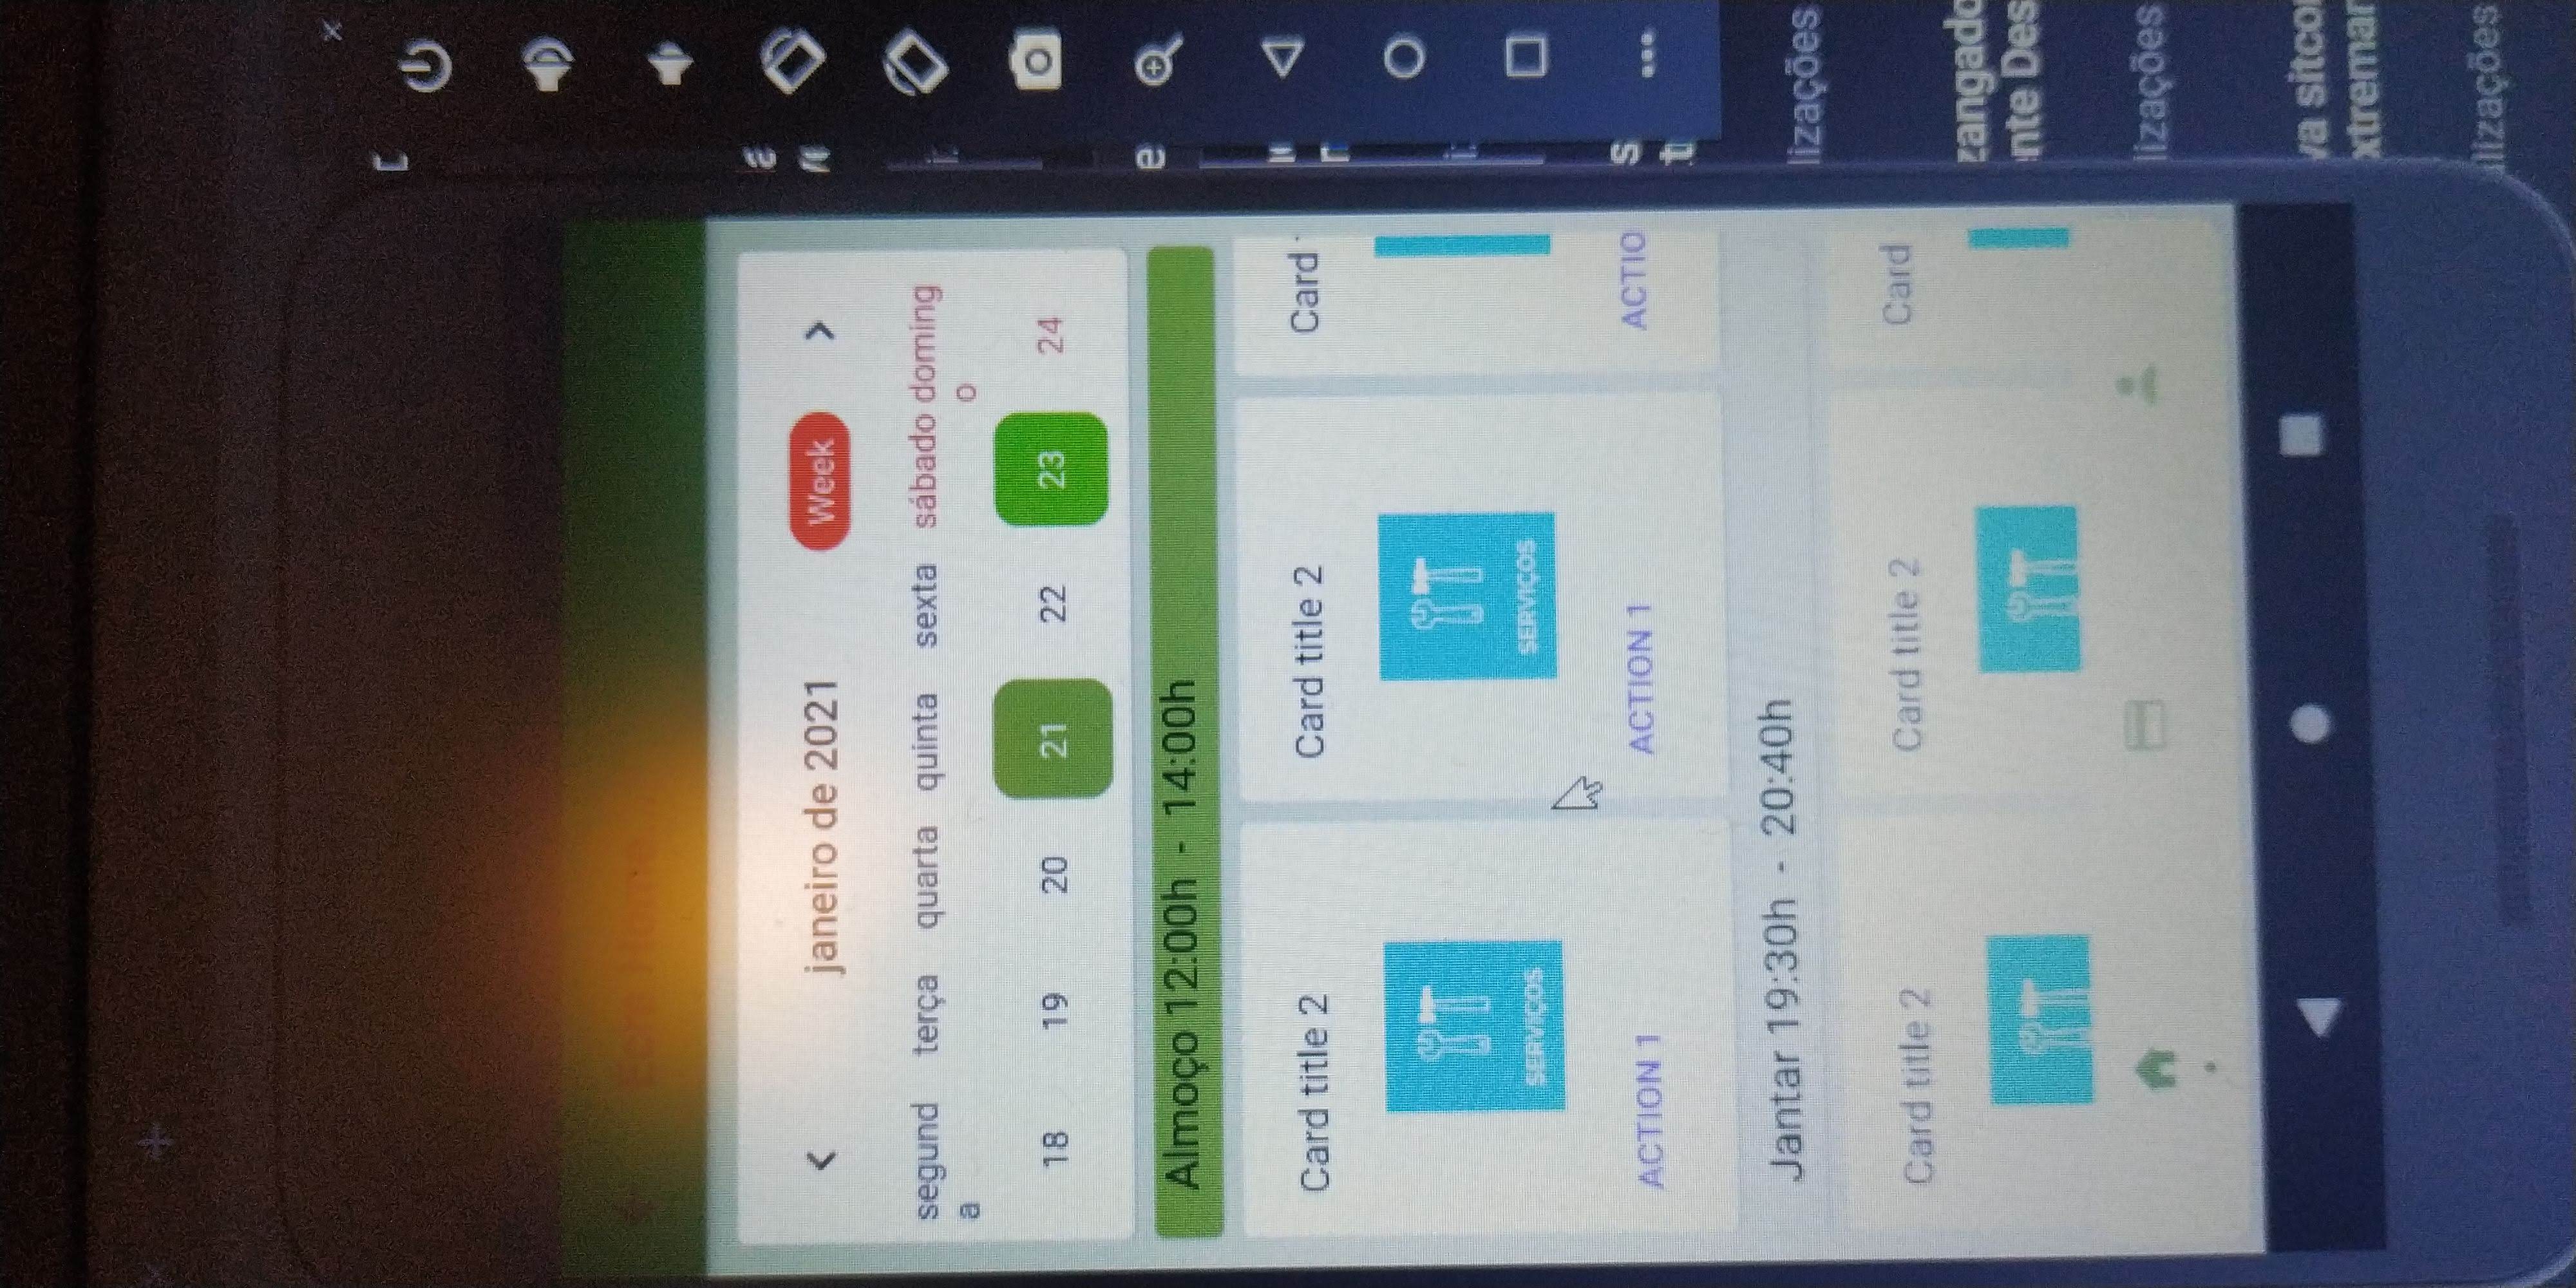 Home
janeiro de 2021 Week
segund terça quarta quinta sexta sábado doming
a o
18 19 20 21 22 23 24
Almoço 12:00h - 14:00h
Card title 2 Card title 2 Card
SERVIÇOS SERVIÇOS
ACTION 1 ACTION 1 ACTIO
Jantar 19:30h - 20:40h
Card title 2 Card title 2 Card
lizações
zangado
nte Des
lizações
va sitco
xtremar
lizações